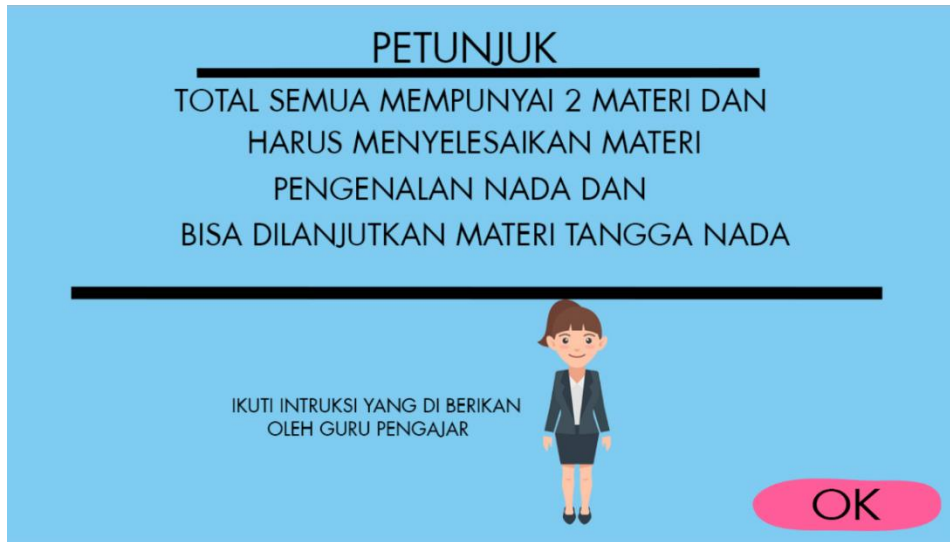 PETUNJUK
TOTAL SEMUA MEMPUNYAI 2 MATERI DAN
HARUS MENYELESAIKAN MATERI
PENGENALAN NADA DAN
BISA DILANJUTKAN MATERI TANGGA NADA
IKUTI INTRUKSI YANG DI BERIKAN
OLEH GURU PENGAJAR
OK